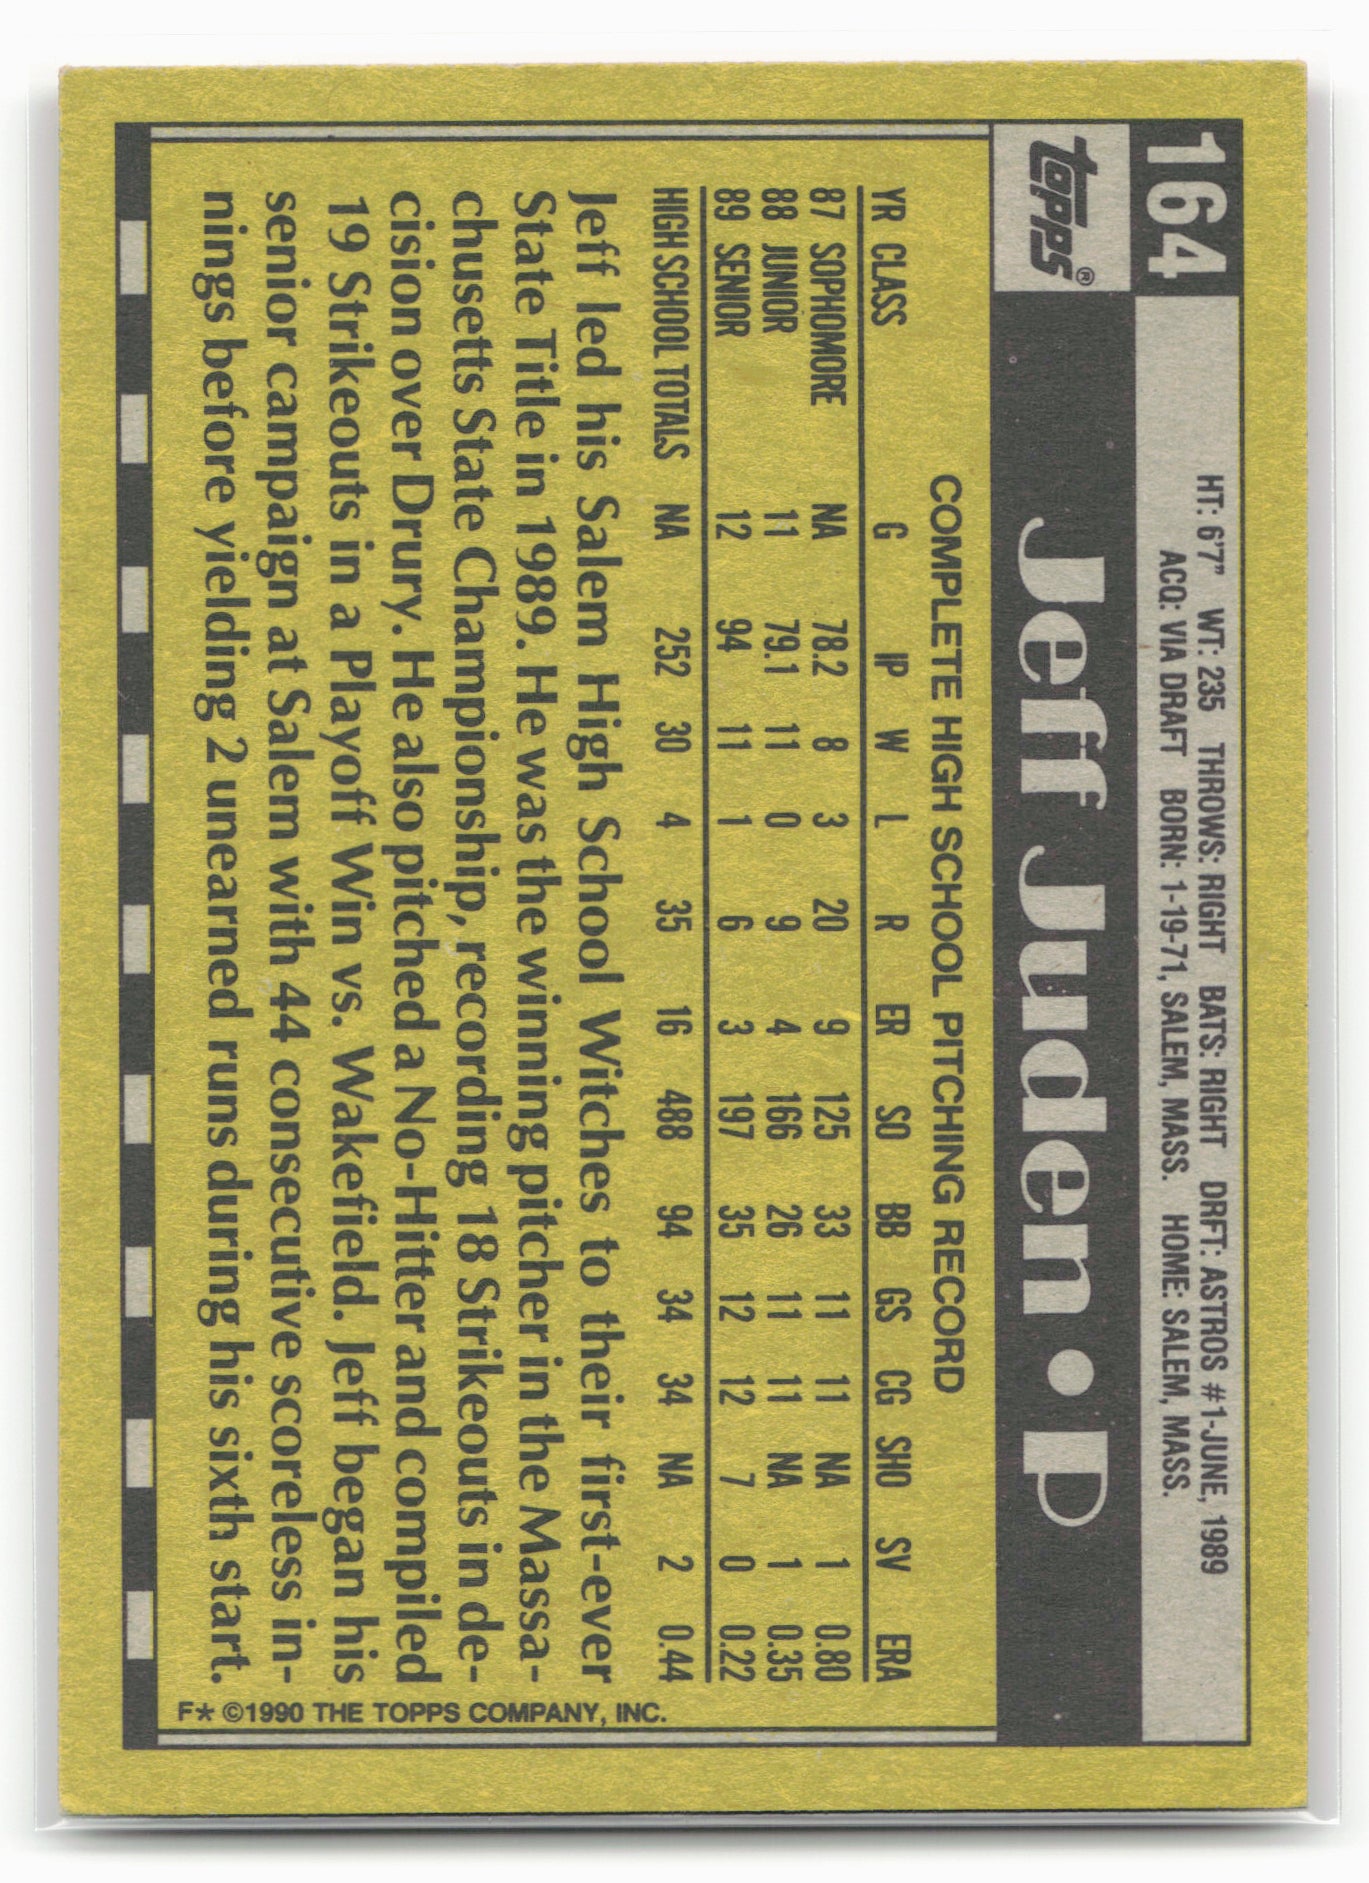 164
HT: 6'7" WT: 235 THROWS: RIGHT BATS: RIGHT DRFT: ASTROS #1-JUNE, 1989
ACQ: VIA DRAFT BORN: 1-19-71, SALEM, MASS. HOME: SALEM, MASS.
topps®
Jeff Juden • P
COMPLETE HIGH SCHOOL PITCHING RECORD
YR CLASS G IP W L R ER SO BB GS CG SHO SV ERA
87 SOPHOMORE NA 78.2 8 3 20 9 125 33 11 11 NA 1 0.80
88 JUNIOR 11 79.1 11 0 9 4 166 26 11 11 NA 1 0.35
89 SENIOR 12 94 11 1 6 3 197 35 12 12 7 0 0.22
HIGH SCHOOL TOTALS NA 252 30 4 35 16 488 94 34 34 NA 2 0.44
Jeff led his Salem High School Witches to their first-ever
State Title in 1989. He was the winning pitcher in the Massa-
chusetts State Championship, recording 18 Strikeouts in de-
cision over Drury. He also pitched a No-Hitter and compiled
19 Strikeouts in a Playoff Win vs. Wakefield. Jeff began his
senior campaign at Salem with 44 consecutive scoreless in-
nings before yielding 2 unearned runs during his sixth start.
F* ©1990 THE TOPPS COMPANY, INC.